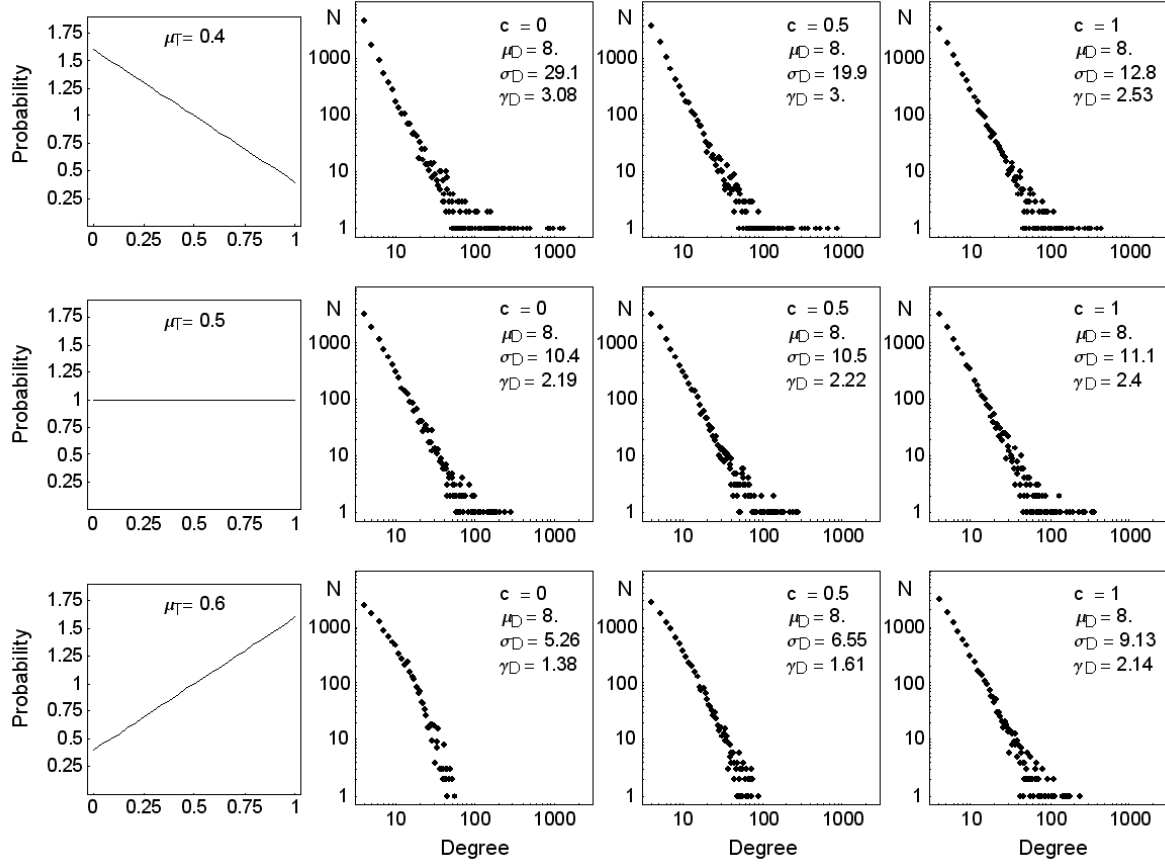 1.75
1.5
1.25
1
0.75
0.5
0.25
Probability
μT= 0.4
0 0.25 0.5 0.75 1
N
1000
100
10
1
10 100 1000
c = 0
μD = 8.
σD = 29.1
γD = 3.08
N
1000
100
10
1
10 100 1000
c = 0.5
μD = 8.
σD = 19.9
γD = 3.
N
1000
100
10
1
10 100 1000
c = 1
μD = 8.
σD = 12.8
γD = 2.53
1.75
1.5
1.25
1
0.75
0.5
0.25
Probability
μT= 0.5
0 0.25 0.5 0.75 1
N
1000
100
10
1
10 100 1000
c = 0
μD = 8.
σD = 10.4
γD = 2.19
N
1000
100
10
1
10 100 1000
c = 0.5
μD = 8.
σD = 10.5
γD = 2.22
N
1000
100
10
1
10 100 1000
c = 1
μD = 8.
σD = 11.1
γD = 2.4
1.75
1.5
1.25
1
0.75
0.5
0.25
Probability
μT= 0.6
0 0.25 0.5 0.75 1
N
1000
100
10
1
10 100 1000
Degree
c = 0
μD = 8.
σD = 5.26
γD = 1.38
N
1000
100
10
1
10 100 1000
Degree
c = 0.5
μD = 8.
σD = 6.55
γD = 1.61
N
1000
100
10
1
10 100 1000
Degree
c = 1
μD = 8.
σD = 9.13
γD = 2.14